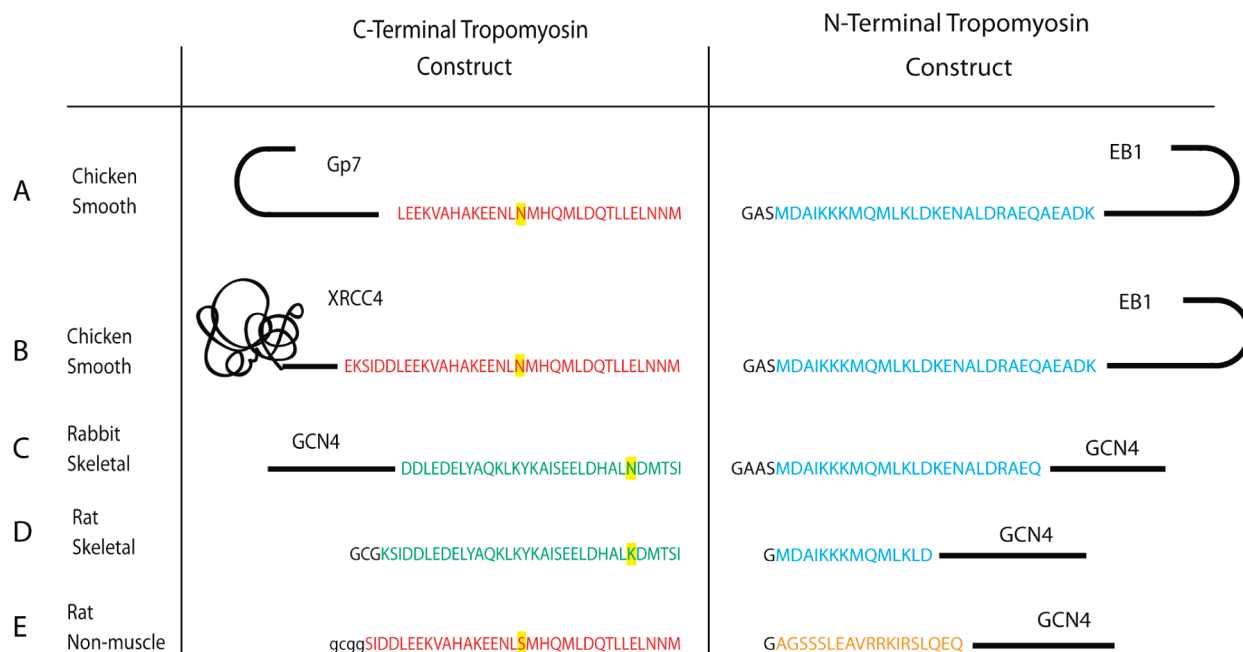 C-Terminal Tropomyosin
Construct
N-Terminal Tropomyosin
Construct
A
Chicken
Smooth
Gp7
LEEKVAHAKEENLNMHQMLDQTLLELNNM
EB1
GASMDAIKKKMQMLKLDKENALDRAEQAEADK
B
Chicken
Smooth
XRCC4
EKSIDDLEEKVAHAKEENLNMHQMLDQTLLELNNM
EB1
GASMDAIKKKMQMLKLDKENALDRAEQAEADK
C
Rabbit
Skeletal
GCN4
DDLEDELYAQKLKYKAISEELDHALNDMTSI
GAASMDAIKKKMQMLKLDKENALDRAEQ
GCN4
D
Rat
Skeletal
GCGKSIDDLEDELYAQKLKYKAISEELDHALKDMTSI
GMDAIKKKMQMLKLD
GCN4
E
Rat
Non-muscle
gcggSIDDLEEKVAHAKEENLSMHQMLDQTLLELNNM
GAGSSSLEAVRRKIRSLQEQ
GCN4